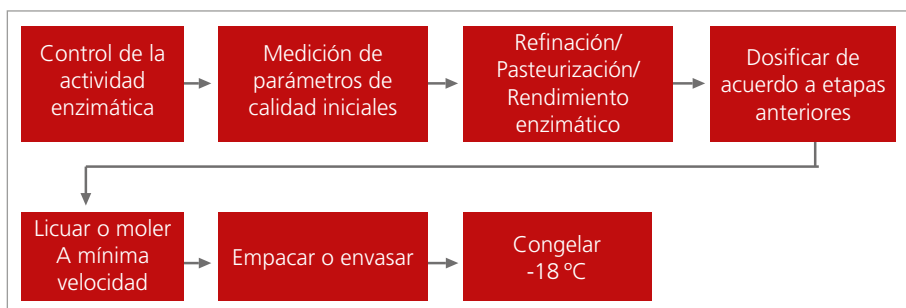 Control de la
actividad
enzimática
Medición de
parámetros de
calidad iniciales
Refinación/
Pasteurización/
Rendimiento
enzimático
Dosificar de
acuerdo a etapas
anteriores
Licuar o moler
A mínima
velocidad
Empacar o envasar
Congelar
-18 ºC